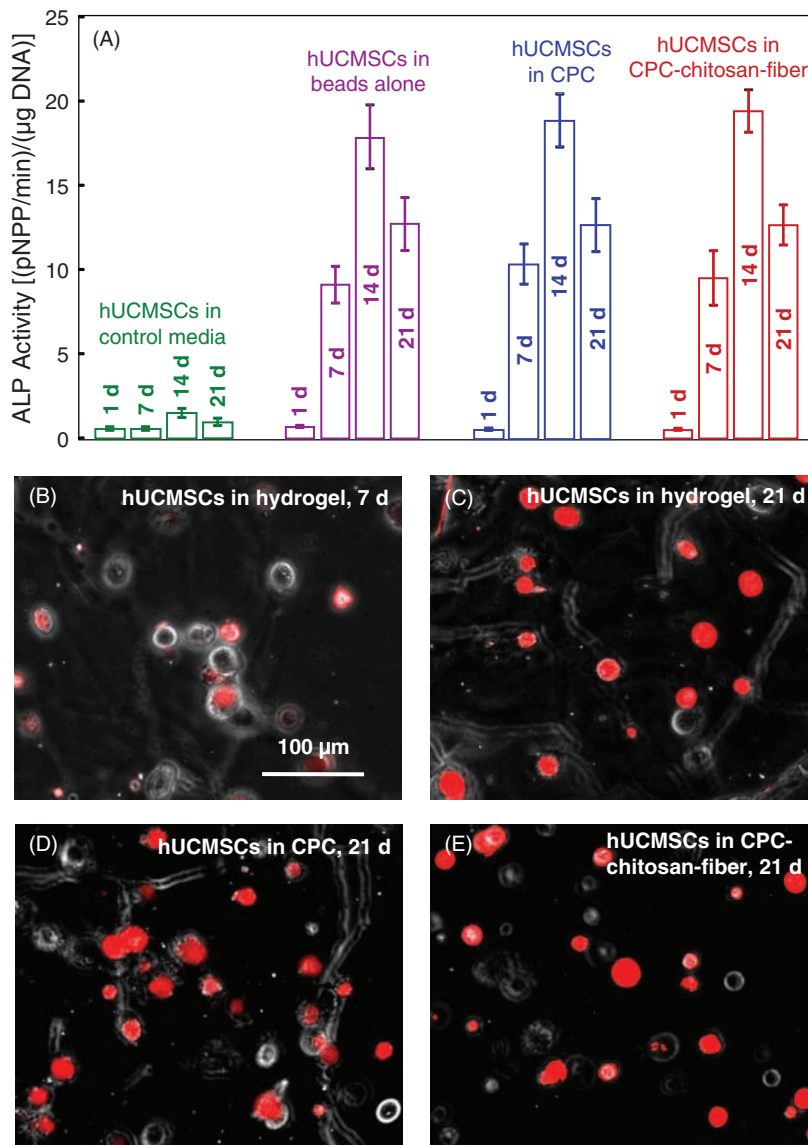 (A)
ALP Activity [(pNPP/min)/(µg DNA)]
25
20
15
10
5
0
hUCMSCs in
control media
1 d
7 d
14 d
21 d
hUCMSCs in
beads alone
1 d
7 d
14 d
21 d
hUCMSCs
in CPC
1 d
7 d
14 d
21 d
hUCMSCs in
CPC-chitosan-fiber
1 d
7 d
14 d
21 d
(B)
hUCMSCs in hydrogel, 7 d
100 µm
(C)
hUCMSCs in hydrogel, 21 d
(D)
hUCMSCs in CPC, 21 d
(E)
hUCMSCs in CPC-
chitosan-fiber, 21 d